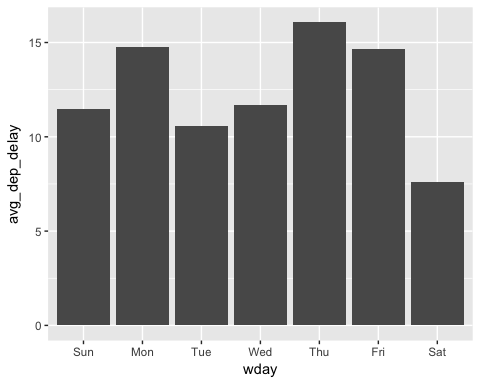 avg_dep_delay
15
10
5
0
Sun Mon Tue Wed Thu Fri Sat
wday